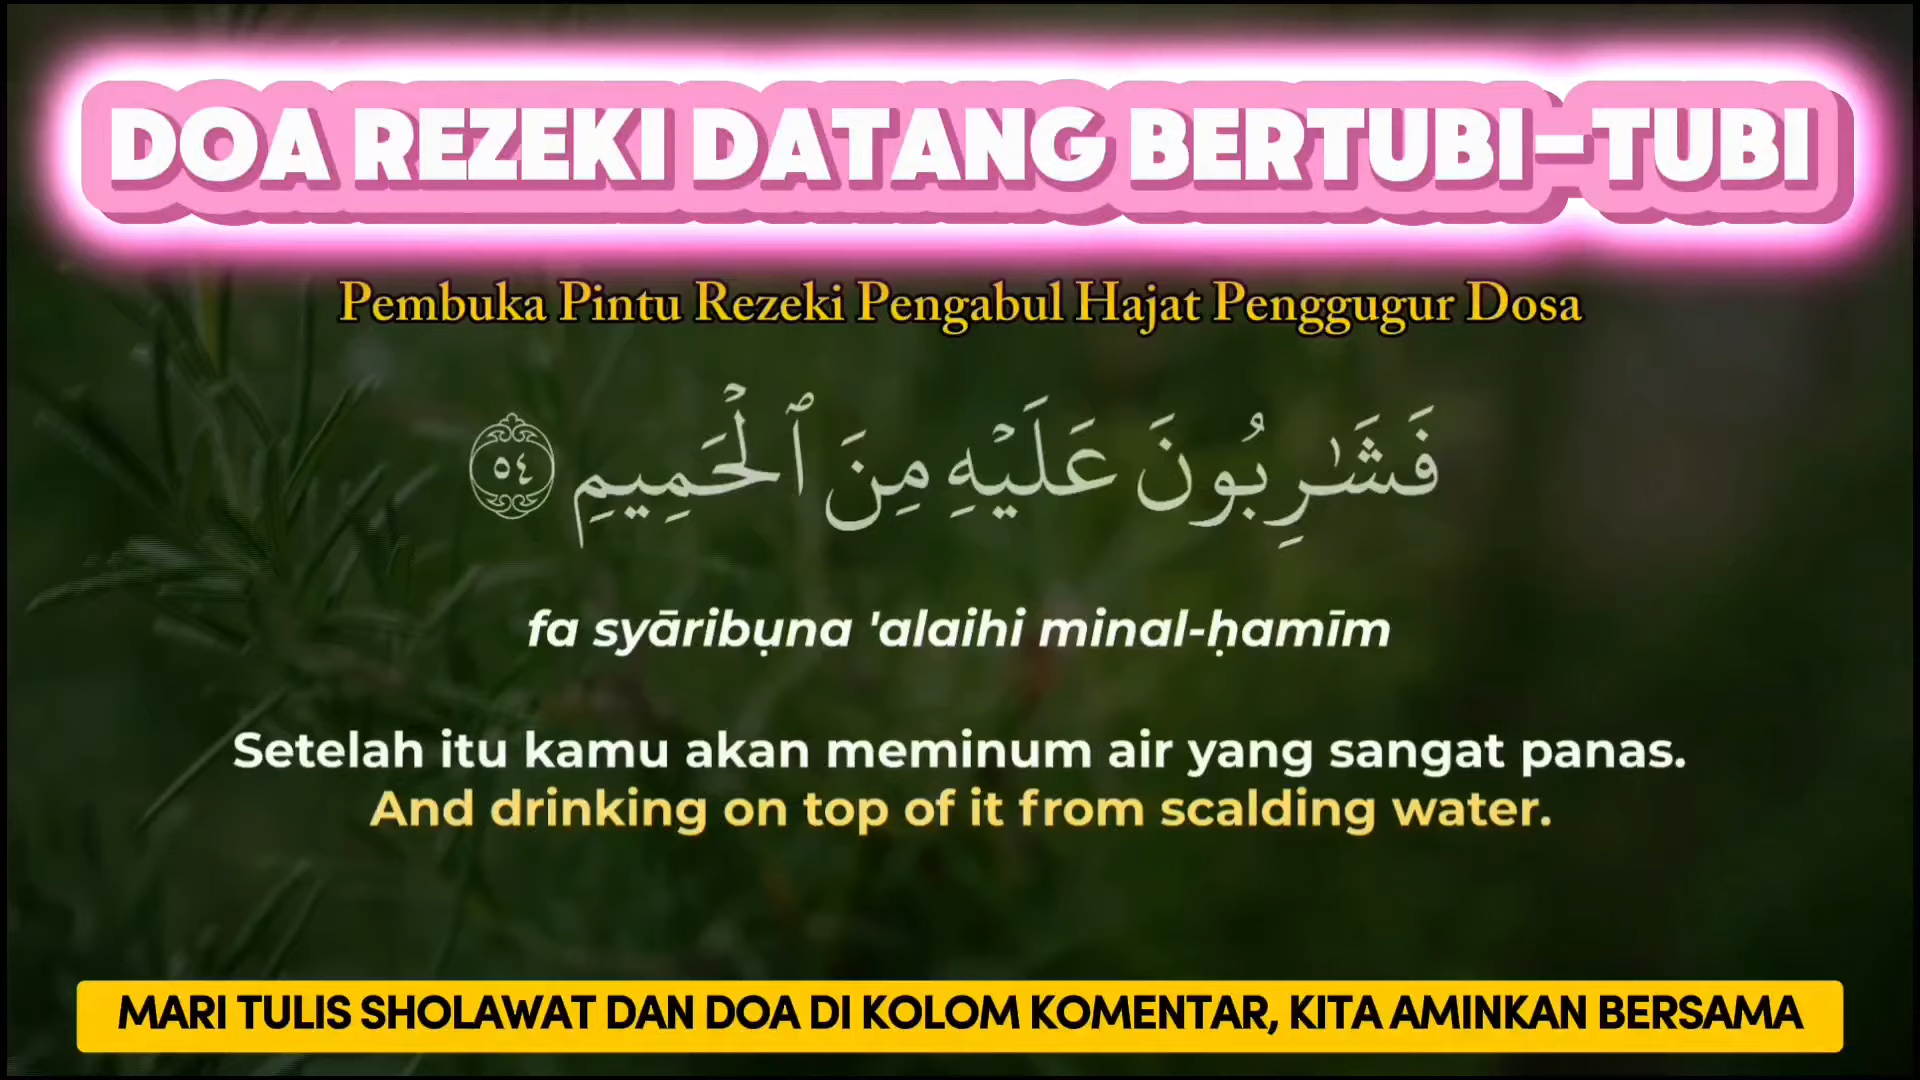 DOA REZEKI DATANG BERTUBI-TUBI
Pembuka Pintu Rezeki Pengabul Hajat Penggugur Dosa
فَشَـٰرِبُونَ عَلَيْهِ مِنَ ٱلْحَمِيمِ ٥٤
fa syāribụna 'alaihi minal-ḥamīm
Setelah itu kamu akan meminum air yang sangat panas.
And drinking on top of it from scalding water.
MARI TULIS SHOLAWAT DAN DOA DI KOLOM KOMENTAR, KITA AMINKAN BERSAMA